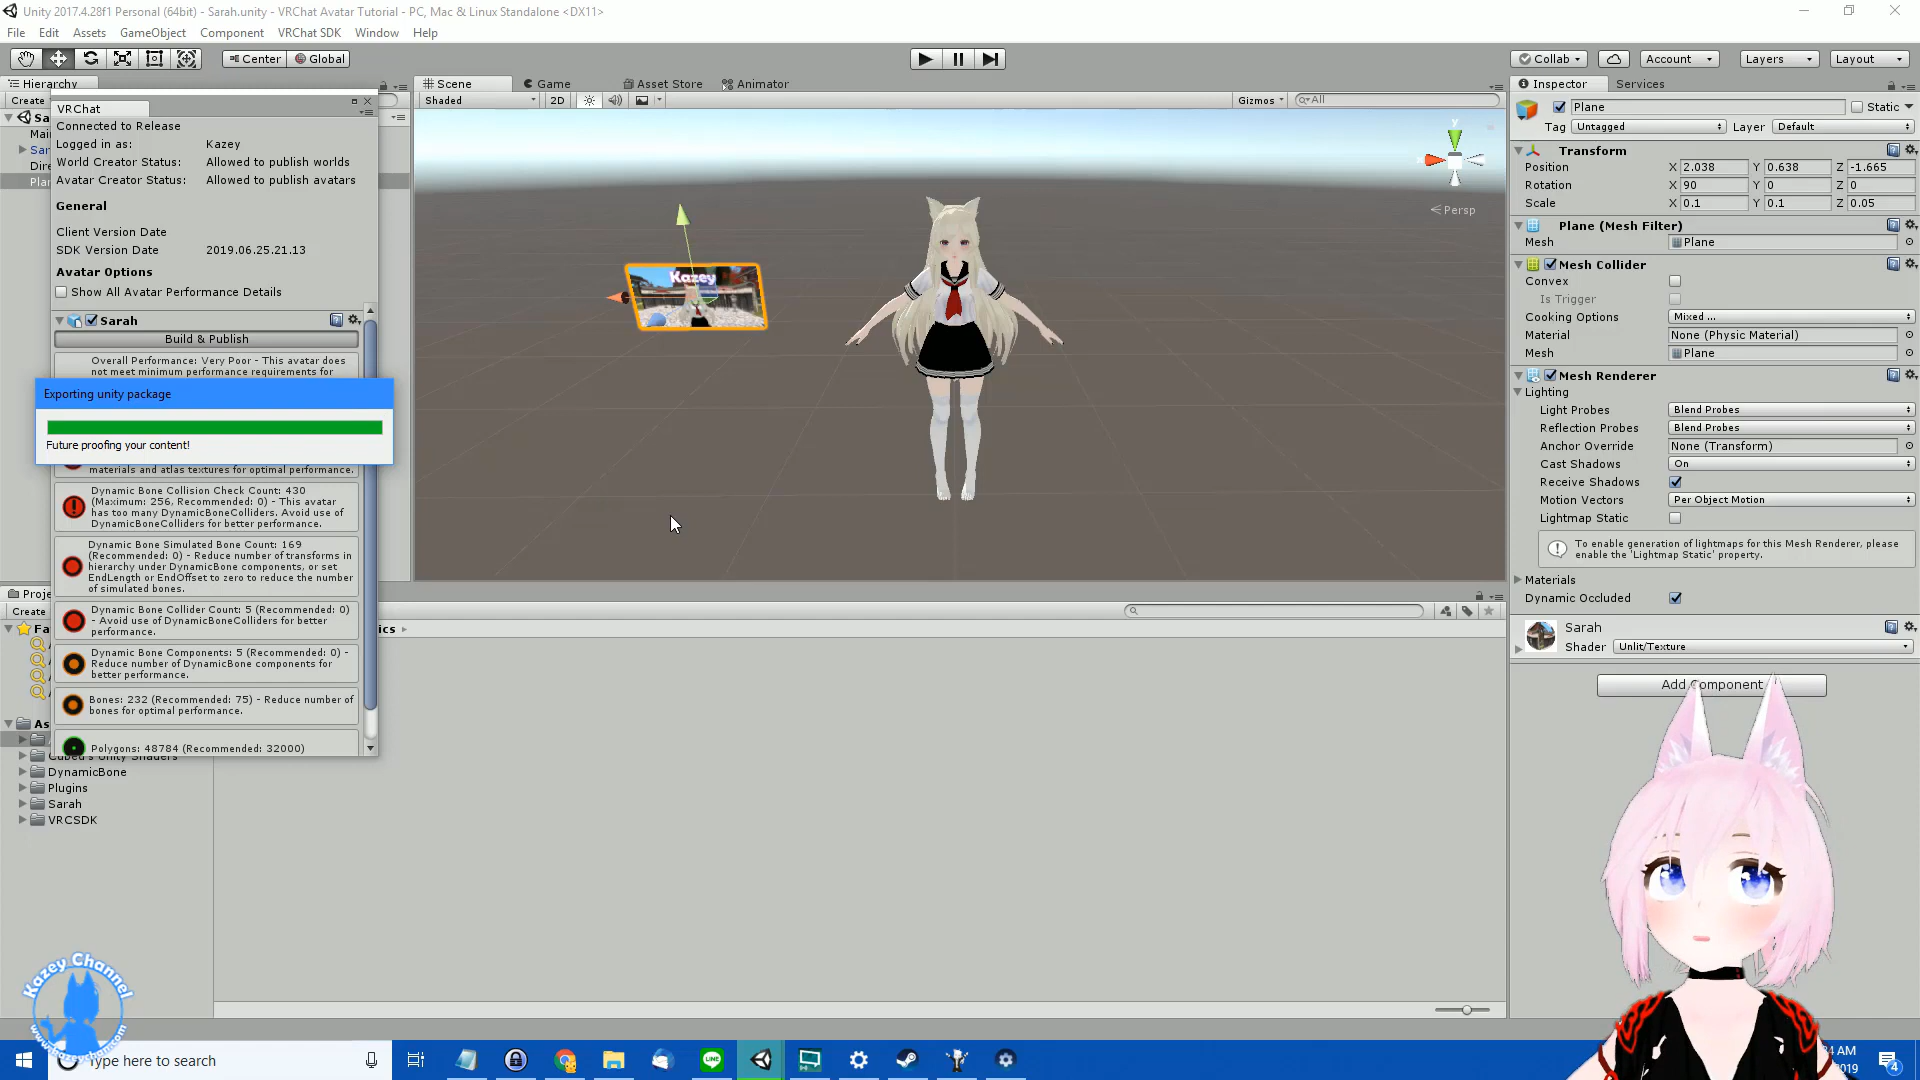 Unity 2017.4.28f1 Personal (64bit) - Sarah.unity - VRChat Avatar Tutorial - PC, Mac & Linux Standalone <DX11>
File Edit Assets GameObject Component VRChat SDK Window Help
Center Global Collab Account Layers Layout
Hierarchy Scene Game Asset Store Animator Inspector Services
Create Shaded 2D Gizmos All
VRChat
Connected to Release
Logged in as: Kazey
World Creator Status: Allowed to publish worlds
Avatar Creator Status: Allowed to publish avatars
General
Client Version Date
SDK Version Date 2019.06.25.21.13
Avatar Options
Show All Avatar Performance Details
Sarah
Build & Publish
Overall Performance: Very Poor - This avatar does
not meet minimum performance requirements for
Exporting unity package
Future proofing your content!
materials and atlas textures for optimal performance.
Dynamic Bone Collision Check Count: 430
(Maximum: 256, Recommended: 0) - This avatar
has too many DynamicBoneColliders. Avoid use of
DynamicBoneColliders for better performance.
Dynamic Bone Simulated Bone Count: 169
(Recommended: 0) - Reduce number of transforms in
hierarchy under DynamicBone components, or set
EndLength or EndOffset to zero to reduce the number
of simulated bones.
Dynamic Bone Collider Count: 5 (Recommended: 0)
- Avoid use of DynamicBoneColliders for better
performance.
Dynamic Bone Components: 5 (Recommended: 0) -
Reduce number of DynamicBone components for
better performance.
Bones: 232 (Recommended: 75) - Reduce number of
bones for optimal performance.
Polygons: 48784 (Recommended: 32000)
Create
DynamicBone
Plugins
Sarah
VRCSDK
Kazey
y
Persp
Plane Static
Tag Untagged Layer Default
Transform
Position X 2.038 Y 0.638 Z -1.665
Rotation X 90 Y 0 Z 0
Scale X 0.1 Y 0.1 Z 0.05
Plane (Mesh Filter)
Mesh Plane
Mesh Collider
Convex
Is Trigger
Cooking Options Mixed ...
Material None (Physic Material)
Mesh Plane
Mesh Renderer
Lighting
Light Probes Blend Probes
Reflection Probes Blend Probes
Anchor Override None (Transform)
Cast Shadows On
Receive Shadows
Motion Vectors Per Object Motion
Lightmap Static
To enable generation of lightmaps for this Mesh Renderer, please
enable the 'Lightmap Static' property.
Materials
Dynamic Occluded
Sarah
Shader Unlit/Texture
Add Component
Kazey Channel
www.kazeychan.com
Type here to search
AM
2019
4